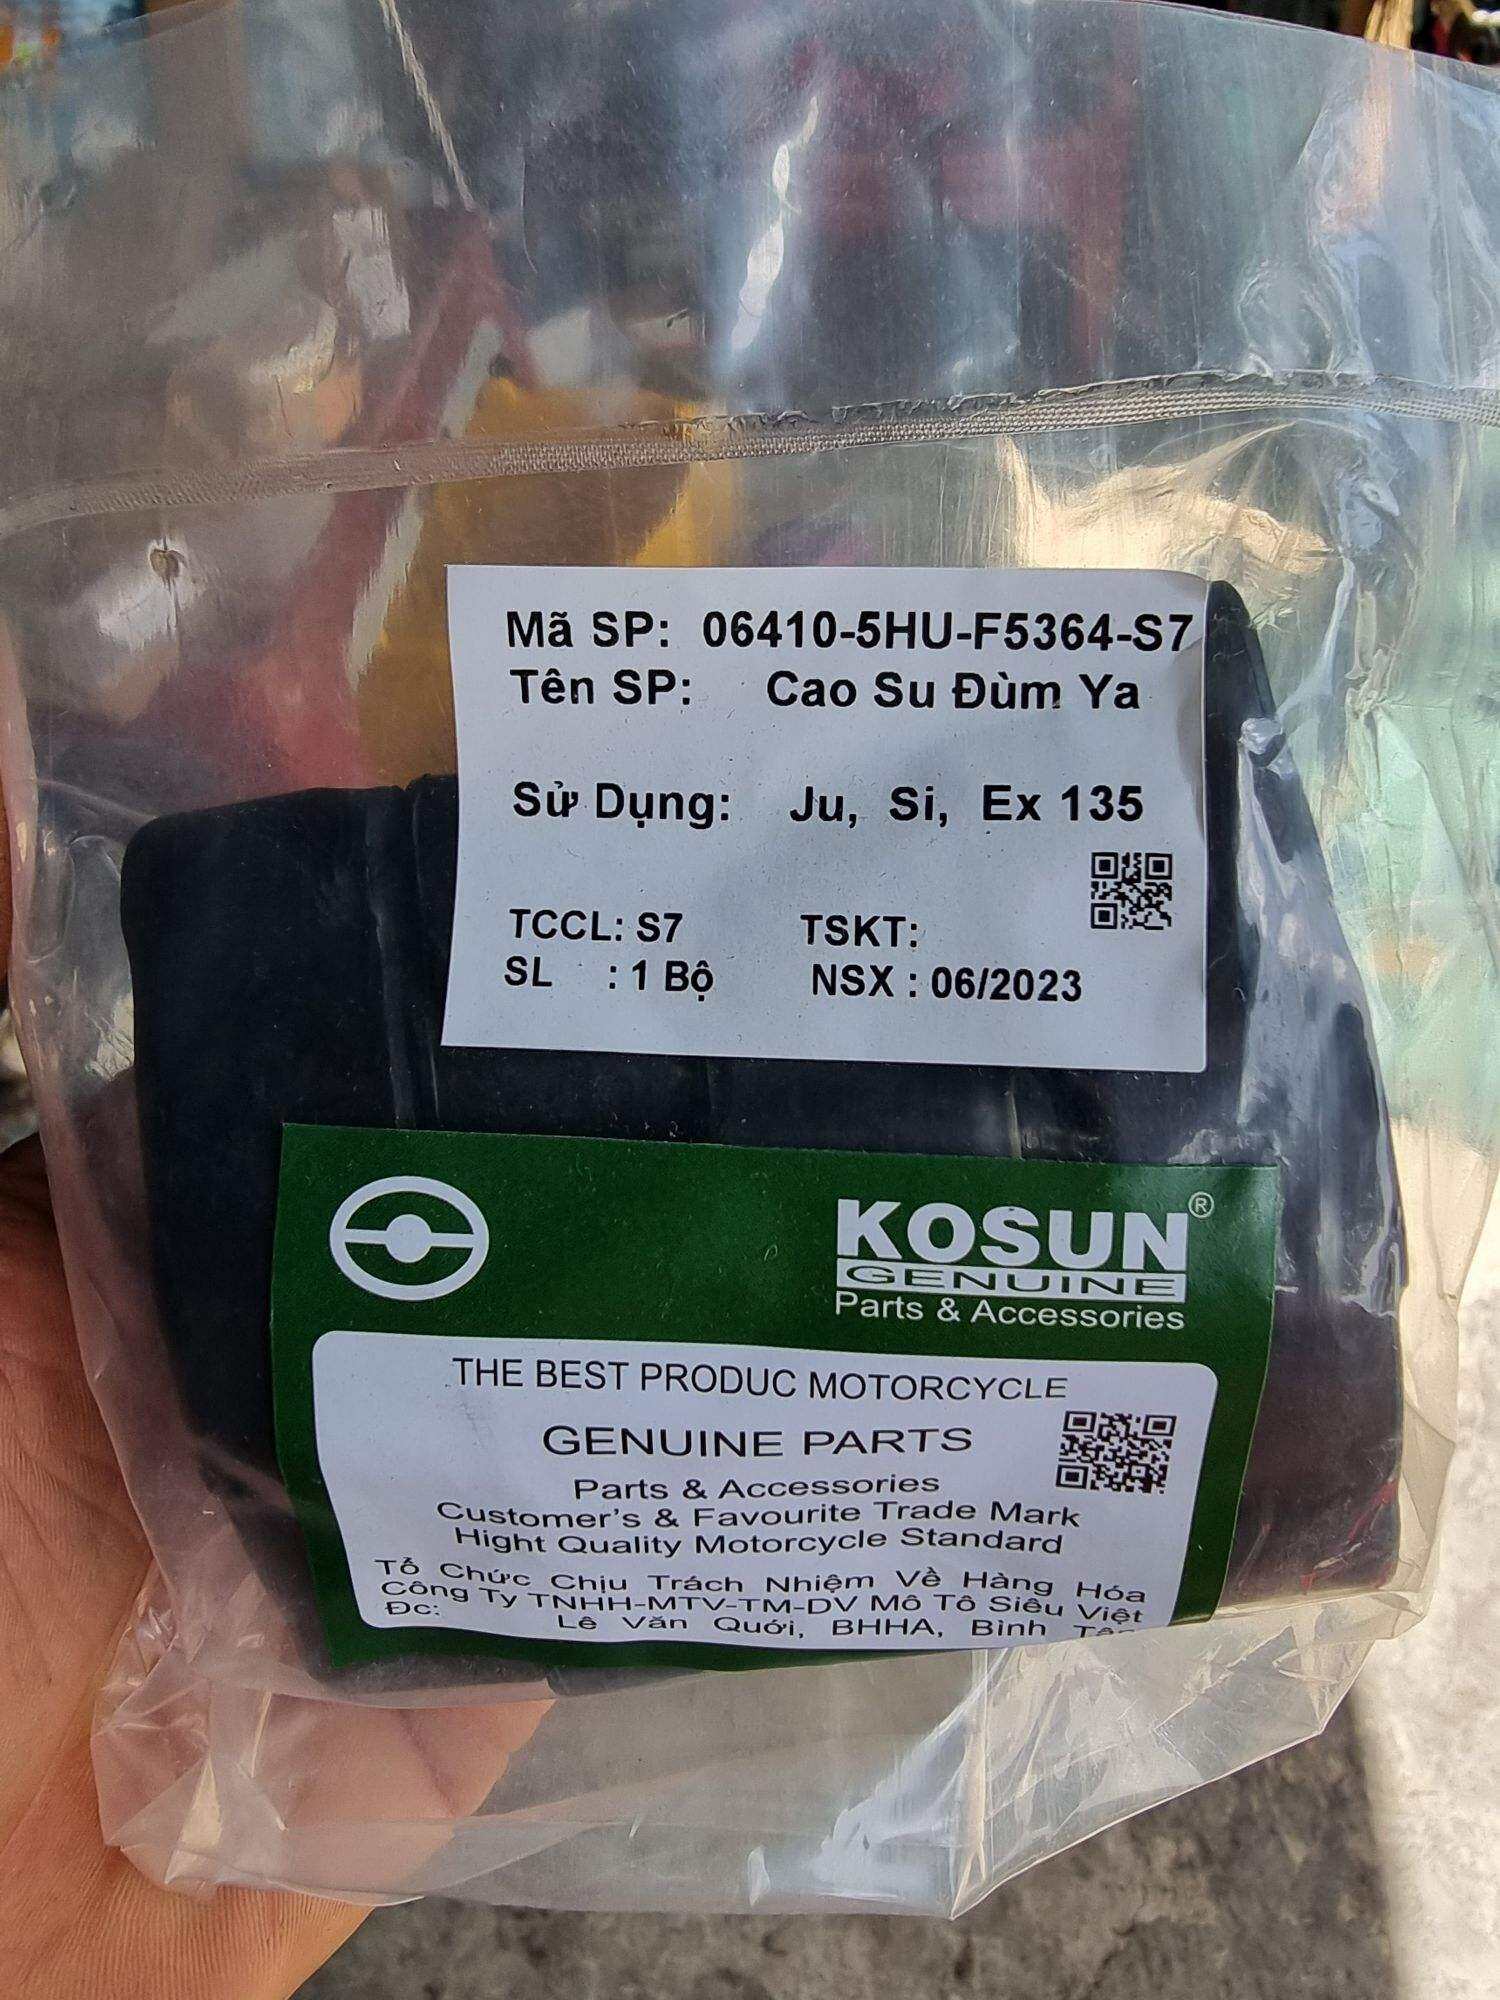 Mã SP: 06410-5HU-F5364-S7
Tên SP: Cao Su Đùm Ya
Sử Dụng: Ju, Si, Ex 135
TCCL: S7 TSKT:
SL : 1 Bộ NSX : 06/2023
KOSUN®
GENUINE
Parts & Accessories
THE BEST PRODUC MOTORCYCLE
GENUINE PARTS
Parts & Accessories
Customer's & Favourite Trade Mark
Hight Quality Motorcycle Standard
Tổ Chức Chịu Trách Nhiệm Về Hàng Hóa
Công Ty TNHH-MTV-TM-DV Mô Tô Siêu Việt
Đc: Lê Văn Quới, BHHA, Bình